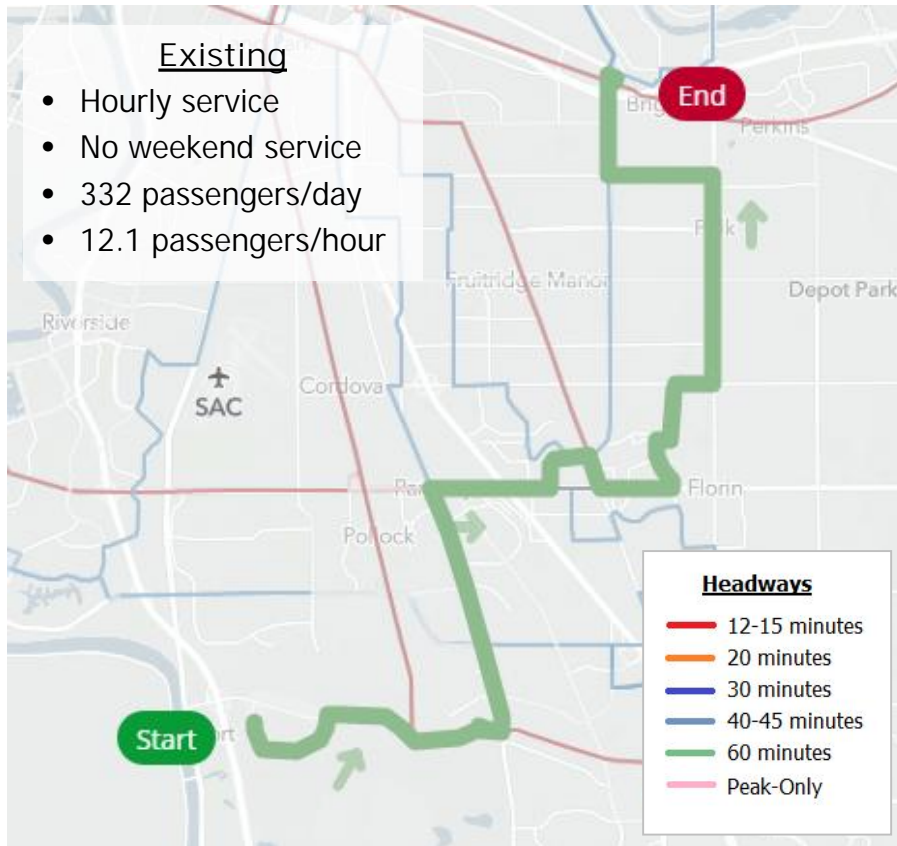 Existing
• Hourly service
• No weekend service
• 332 passengers/day
• 12.1 passengers/hour
End
Perkins
Fruitridge Manor
Depot Park
Riverside
SAC
Cordova
Florin
Pollock
Start
Headways
12-15 minutes
20 minutes
30 minutes
40-45 minutes
60 minutes
Peak-Only